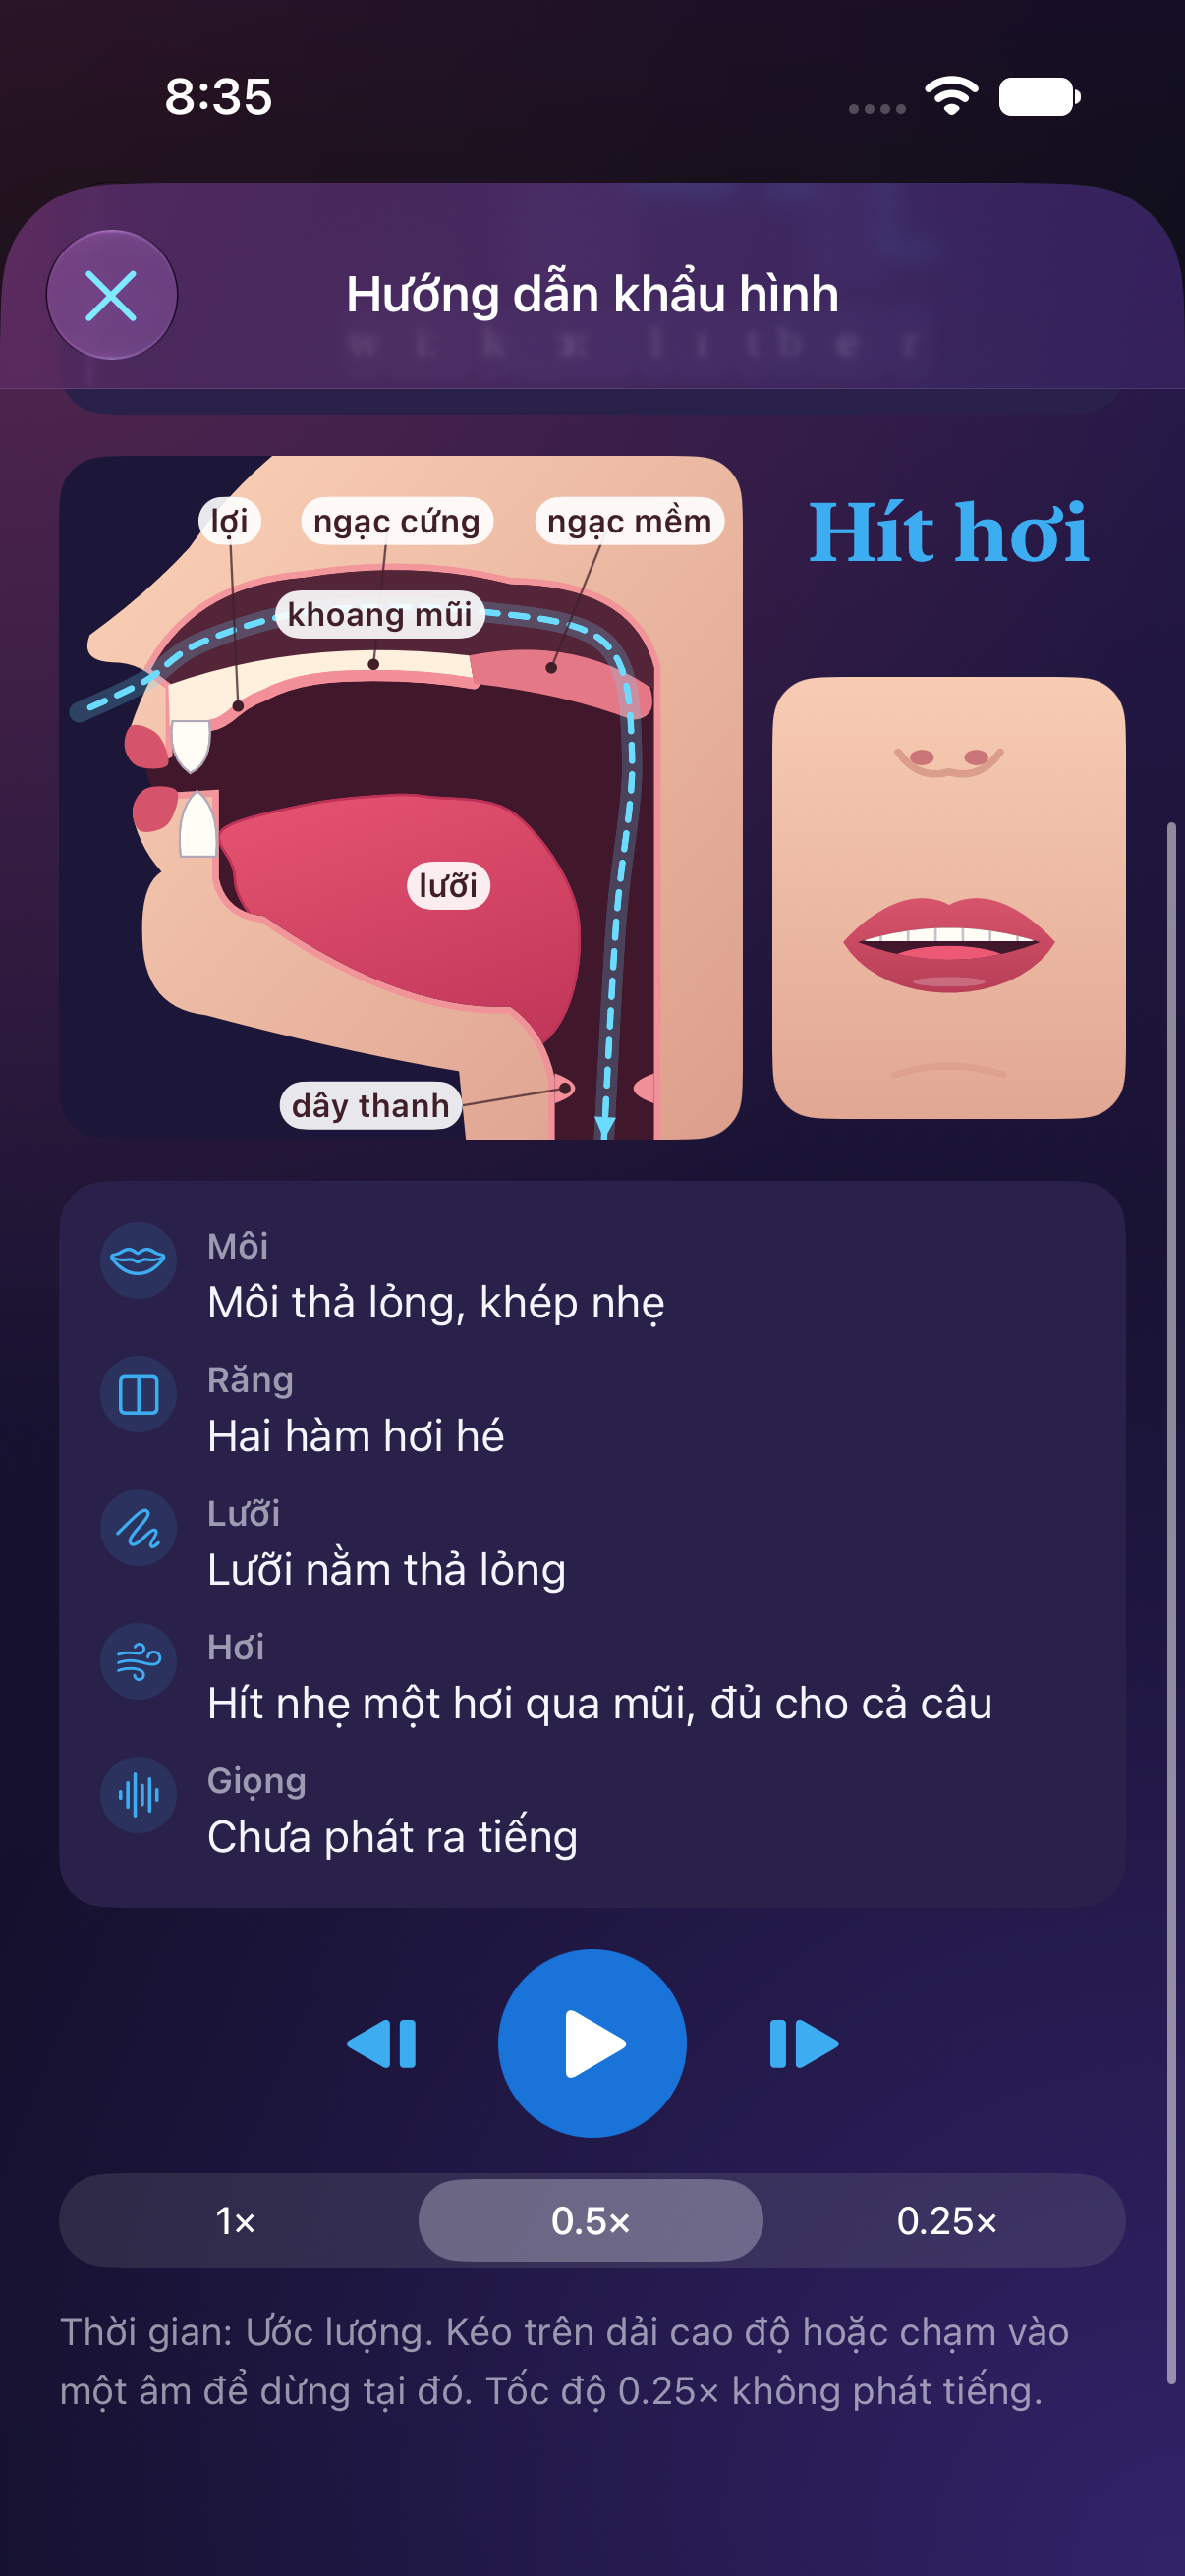 8:35
Hướng dẫn khẩu hình
lợi
ngạc cứng
ngạc mềm
khoang mũi
lưỡi
dây thanh
Hít hơi
Môi
Môi thả lỏng, khép nhẹ
Răng
Hai hàm hơi hé
Lưỡi
Lưỡi nằm thả lỏng
Hơi
Hít nhẹ một hơi qua mũi, đủ cho cả câu
Giọng
Chưa phát ra tiếng
1×
0.5×
0.25×
Thời gian: Ước lượng. Kéo trên dải cao độ hoặc chạm vào
một âm để dừng tại đó. Tốc độ 0.25× không phát tiếng.